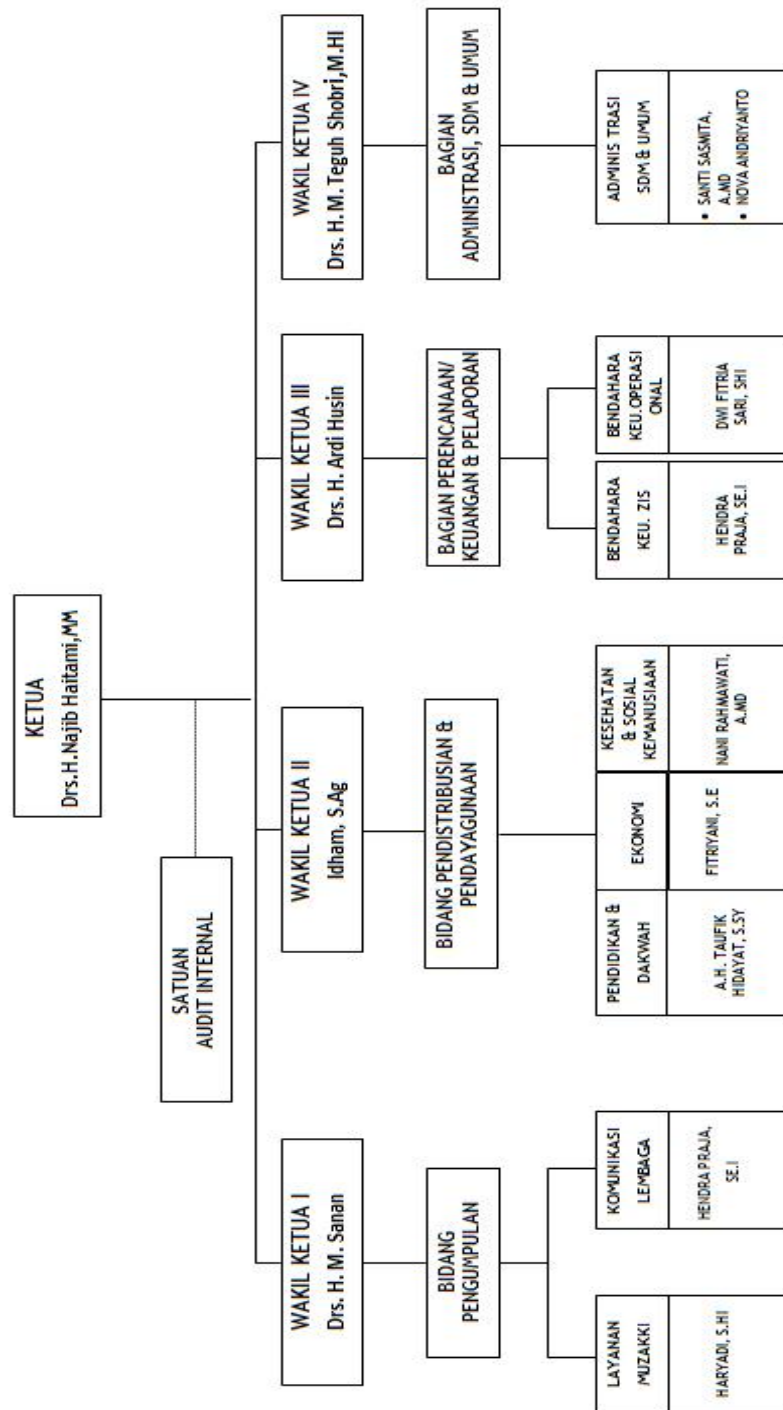 KETUA
Drs.H.Najib Haitami,MM
SATUAN
AUDIT INTERNAL
WAKIL KETUA I
Drs. H. M. Sanan
WAKIL KETUA II
Idham, S.Ag
WAKIL KETUA III
Drs. H. Ardi Husin
WAKIL KETUA IV
Drs. H.M. Teguh Shobri,M.HI
BIDANG
PENGUMPULAN
BIDANG PENDISTRIBUSIAN &
PENDAYAGUNAAN
BAGIAN PERENCANAAN/
KEUANGAN & PELAPORAN
BAGIAN
ADMINISTRASI, SDM & UMUM
LAYANAN
MUZAKKI
HARYADI, S.HI
KOMUNIKASI
LEMBAGA
HENDRA PRAJA,
SE.I
PENDIDIKAN &
DAKWAH
A.H. TAUFIK
HIDAYAT, S.SY
EKONOMI
FITRIYANI, S.E
KESEHATAN
& SOSIAL
KEMANUSIAAN
NANI RAHMAWATI,
A.MD
BENDAHARA
KEU. ZIS
HENDRA
PRAJA, SE.I
BENDAHARA
KEU.OPERASI
ONAL
DWI FITRIA
SARI, SHI
ADMINIS TRASI
SDM & UMUM
• SANTI SASMITA,
A.MD
• NOVA ANDRIYANTO